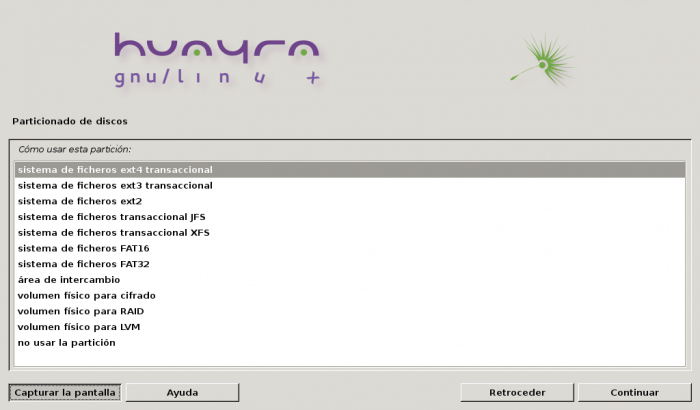 huayra
gnu/linux
Particionado de discos
Cómo usar esta partición:
sistema de ficheros ext4 transaccional
sistema de ficheros ext3 transaccional
sistema de ficheros ext2
sistema de ficheros transaccional JFS
sistema de ficheros transaccional XFS
sistema de ficheros FAT16
sistema de ficheros FAT32
área de intercambio
volumen físico para cifrado
volumen físico para RAID
volumen físico para LVM
no usar la partición
Capturar la pantalla
Ayuda
Retroceder
Continuar